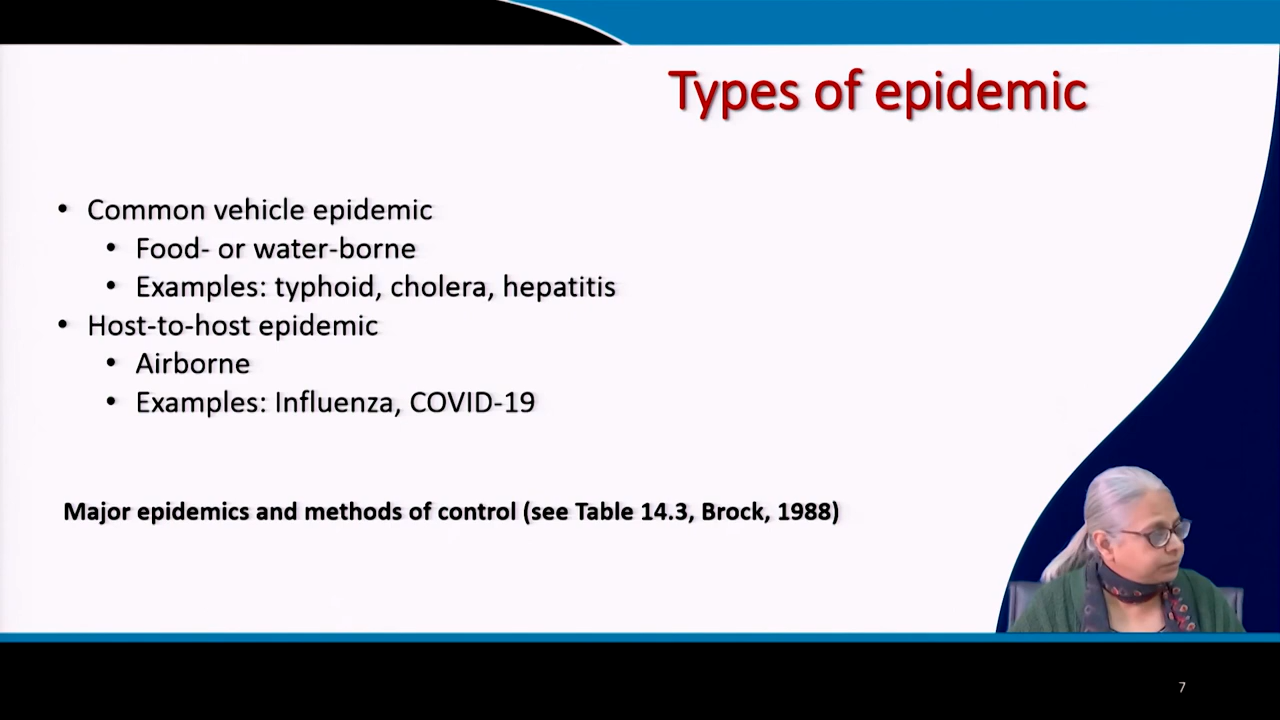 Types of epidemic
• Common vehicle epidemic
• Food- or water-borne
• Examples: typhoid, cholera, hepatitis
• Host-to-host epidemic
• Airborne
• Examples: Influenza, COVID-19
Major epidemics and methods of control (see Table 14.3, Brock, 1988)
7